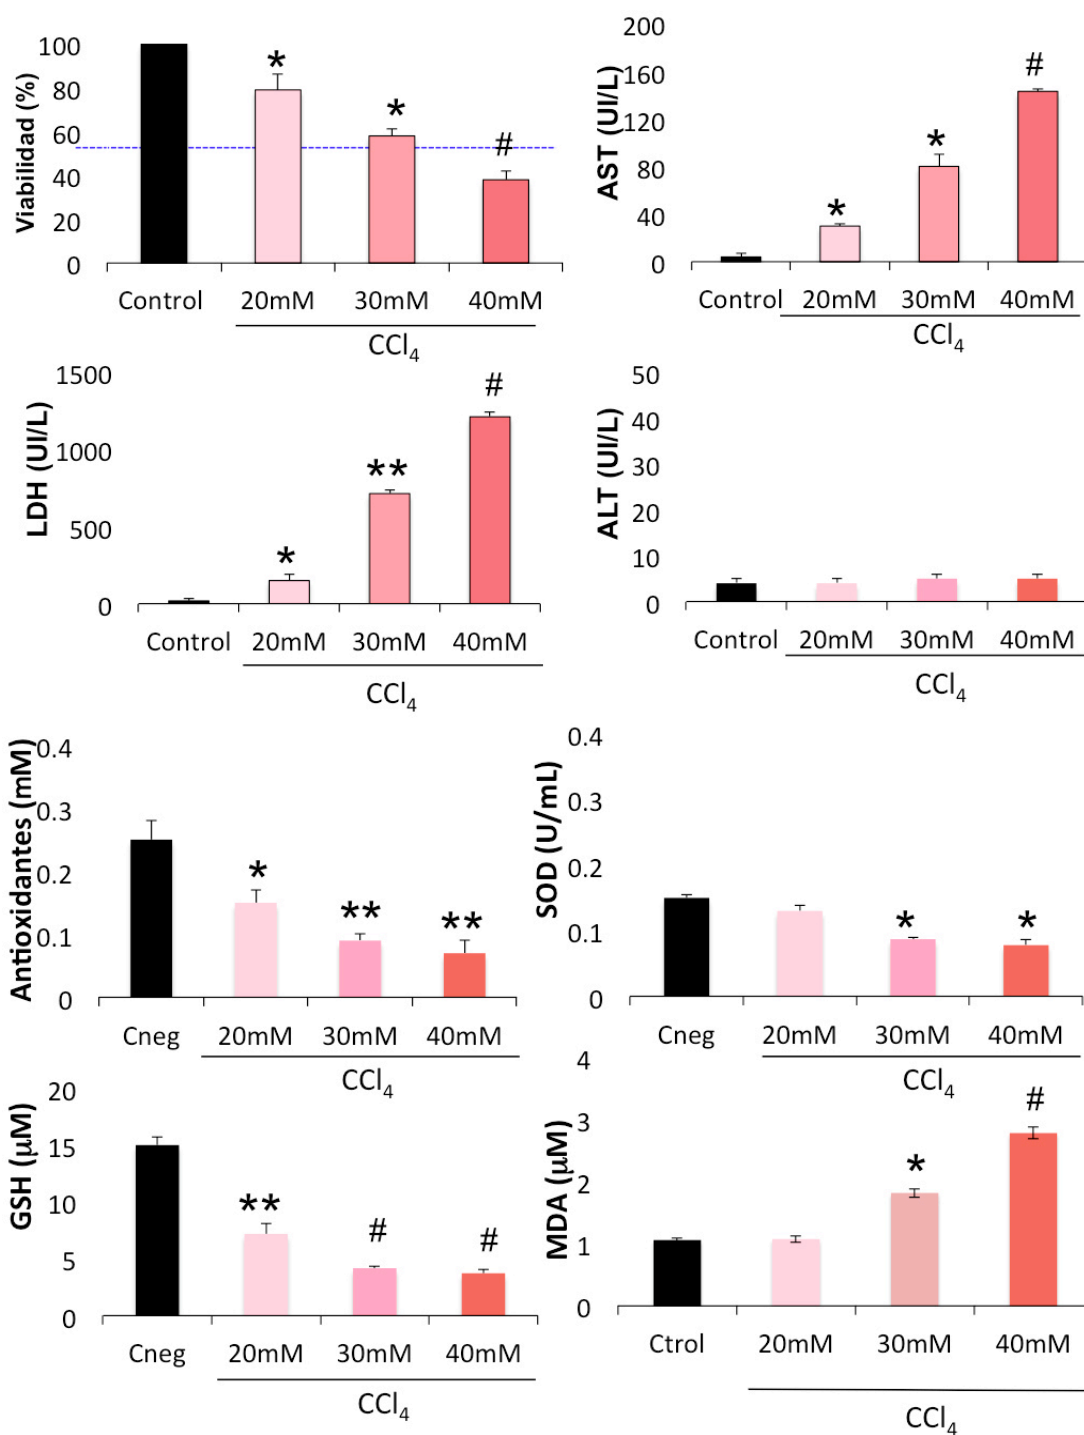 Viabilidad (%)
100
80
60
40
20
0
*
*
#
Control 20mM 30mM 40mM
CCl4
AST (UI/L)
200
160
120
80
40
0
*
*
#
Control 20mM 30mM 40mM
CCl4
LDH (UI/L)
1500
1000
500
0
*
**
#
Control 20mM 30mM 40mM
CCl4
ALT (UI/L)
50
40
30
20
10
0
Control 20mM 30mM 40mM
CCl4
Antioxidantes (mM)
0.4
0.3
0.2
0.1
0
*
**
**
Cneg 20mM 30mM 40mM
CCl4
SOD (U/mL)
0.4
0.3
0.2
0.1
0
*
*
Cneg 20mM 30mM 40mM
CCl4
GSH (µM)
20
15
10
5
0
**
#
#
Cneg 20mM 30mM 40mM
CCl4
MDA (µM)
4
3
2
1
0
*
#
Ctrol 20mM 30mM 40mM
CCl4